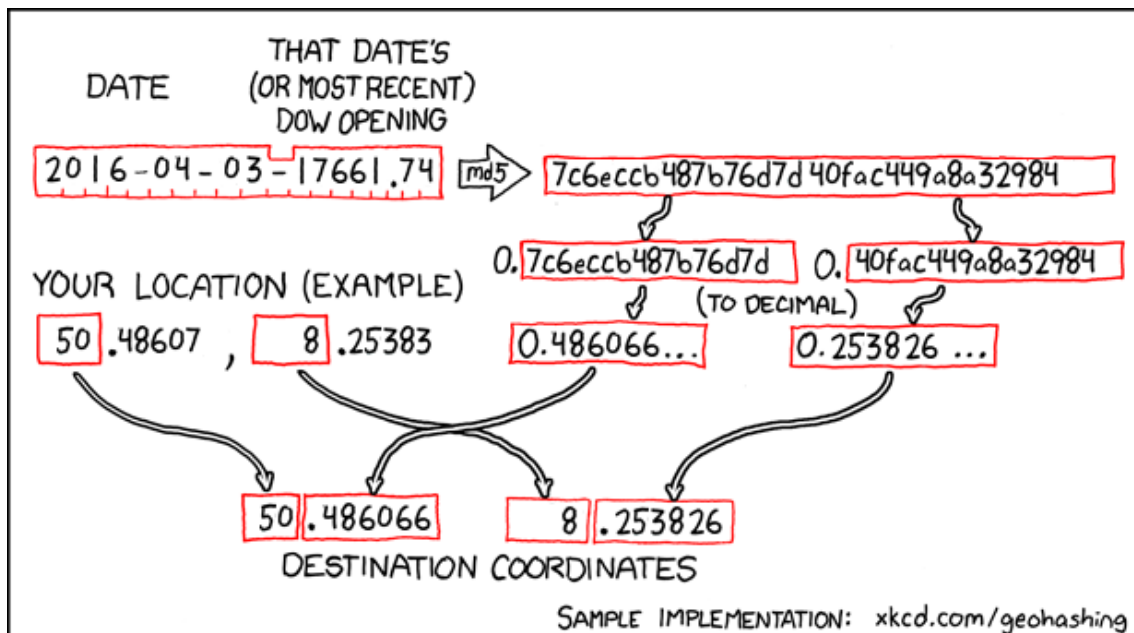 DATE
THAT DATE'S
(OR MOST RECENT)
DOW OPENING
2016-04-03-17661.74
md5
7c6eccb487b76d7d40fac449a8a32984
0.7c6eccb487b76d7d
0.40fac449a8a32984
(TO DECIMAL)
YOUR LOCATION (EXAMPLE)
50.48607, 8.25383
0.486066...
0.253826...
50.486066
8.253826
DESTINATION COORDINATES
SAMPLE IMPLEMENTATION: xkcd.com/geohashing